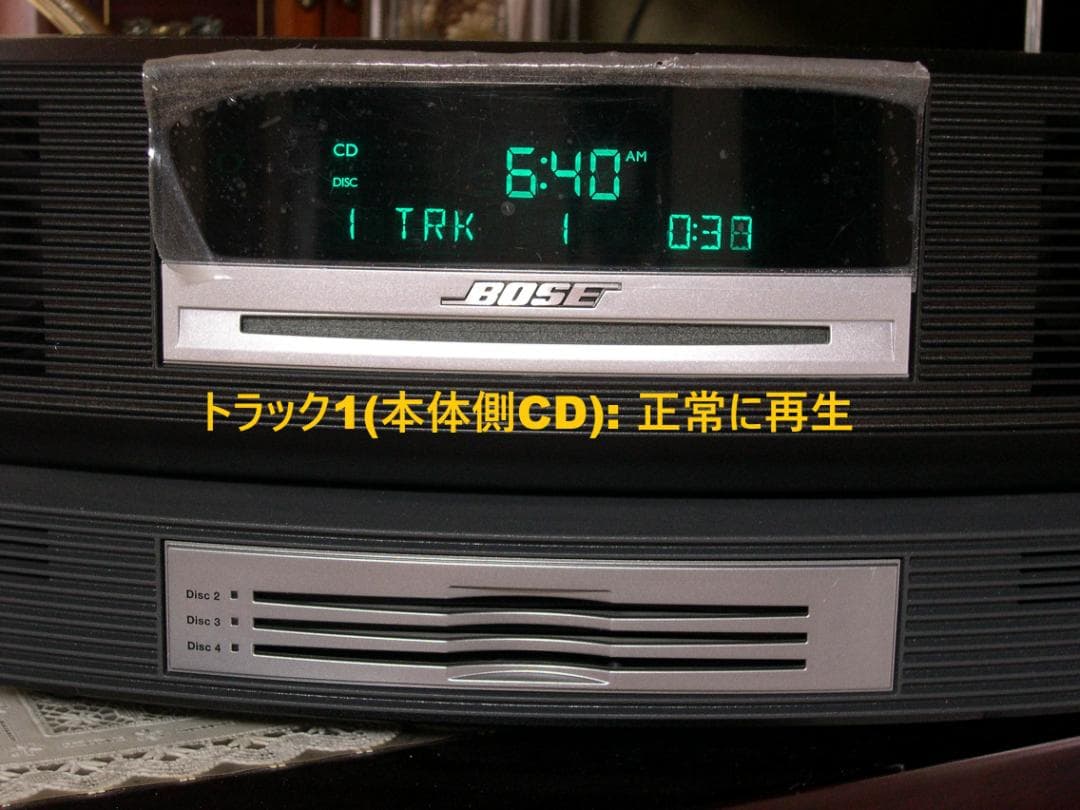 CD
6:40 AM
DISC
1 TRK 1 0:3
BOSE
トラック1(本体側CD): 正常に再生
Disc 2
Disc 3
Disc 4